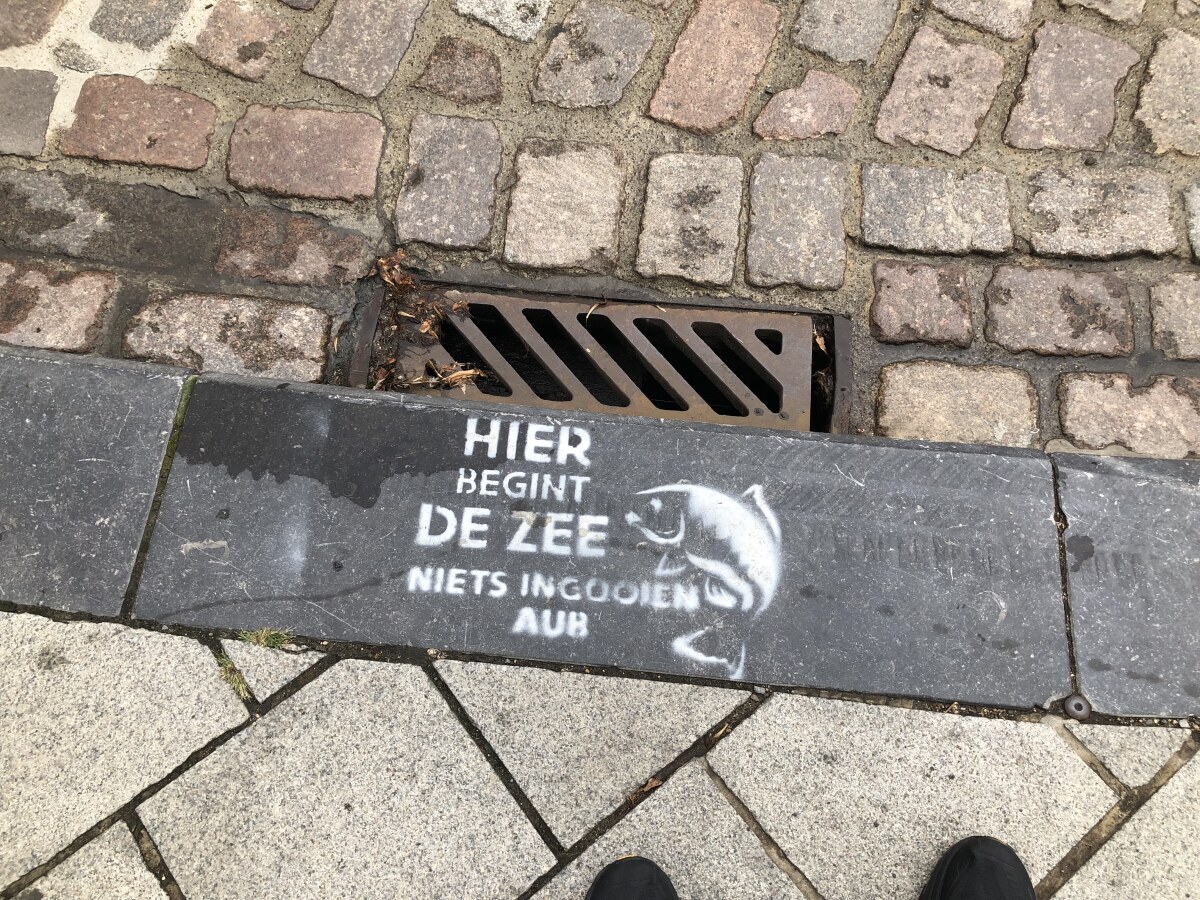 HIER
BEGINT
DE ZEE
NIETS INGOOIEN
AUB